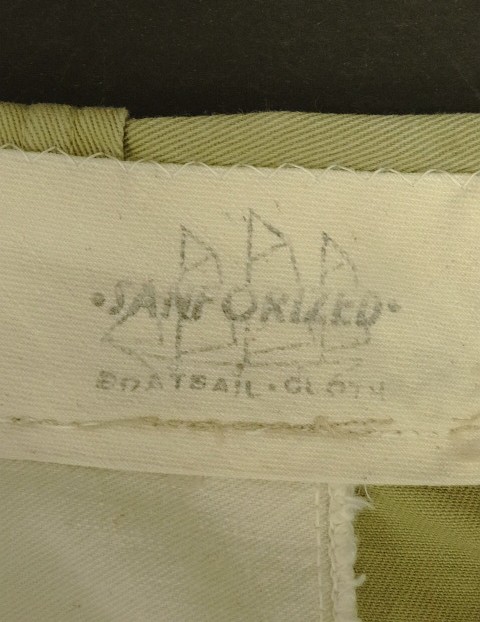 • SANFORIZED •
BOATSAIL • CLOTH